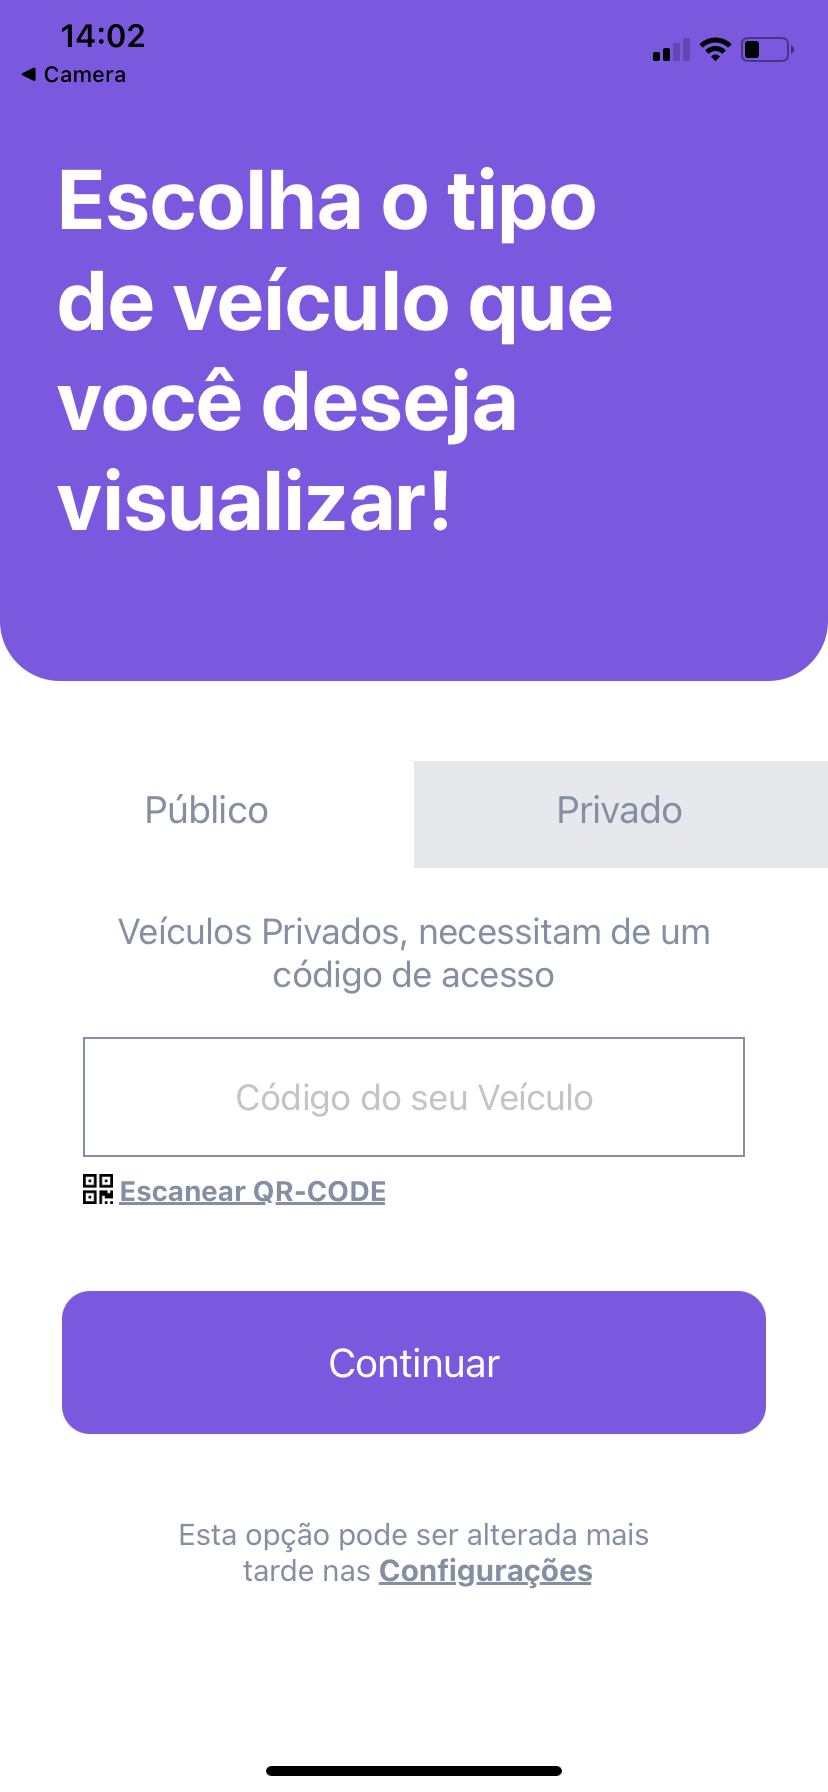 14:02
◀ Camera
Escolha o tipo
de veículo que
você deseja
visualizar!
Público
Privado
Veículos Privados, necessitam de um
código de acesso
Código do seu Veículo
Escanear QR-CODE
Continuar
Esta opção pode ser alterada mais
tarde nas Configurações